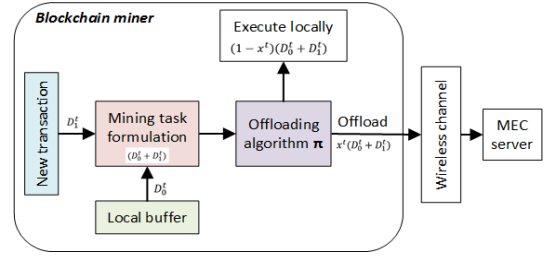 Blockchain miner
Execute locally
(1 − x^t)(D_0^t + D_1^t)
New transaction
D_1^t
Mining task
formulation
(D_0^t + D_1^t)
Offloading
algorithm π
Offload
x^t(D_0^t + D_1^t)
Wireless channel
MEC
server
D_0^t
Local buffer